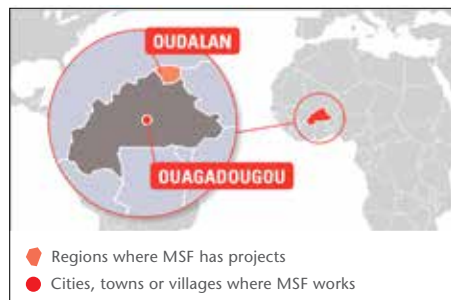 OUDALAN
OUAGADOUGOU
Regions where MSF has projects
Cities, towns or villages where MSF works